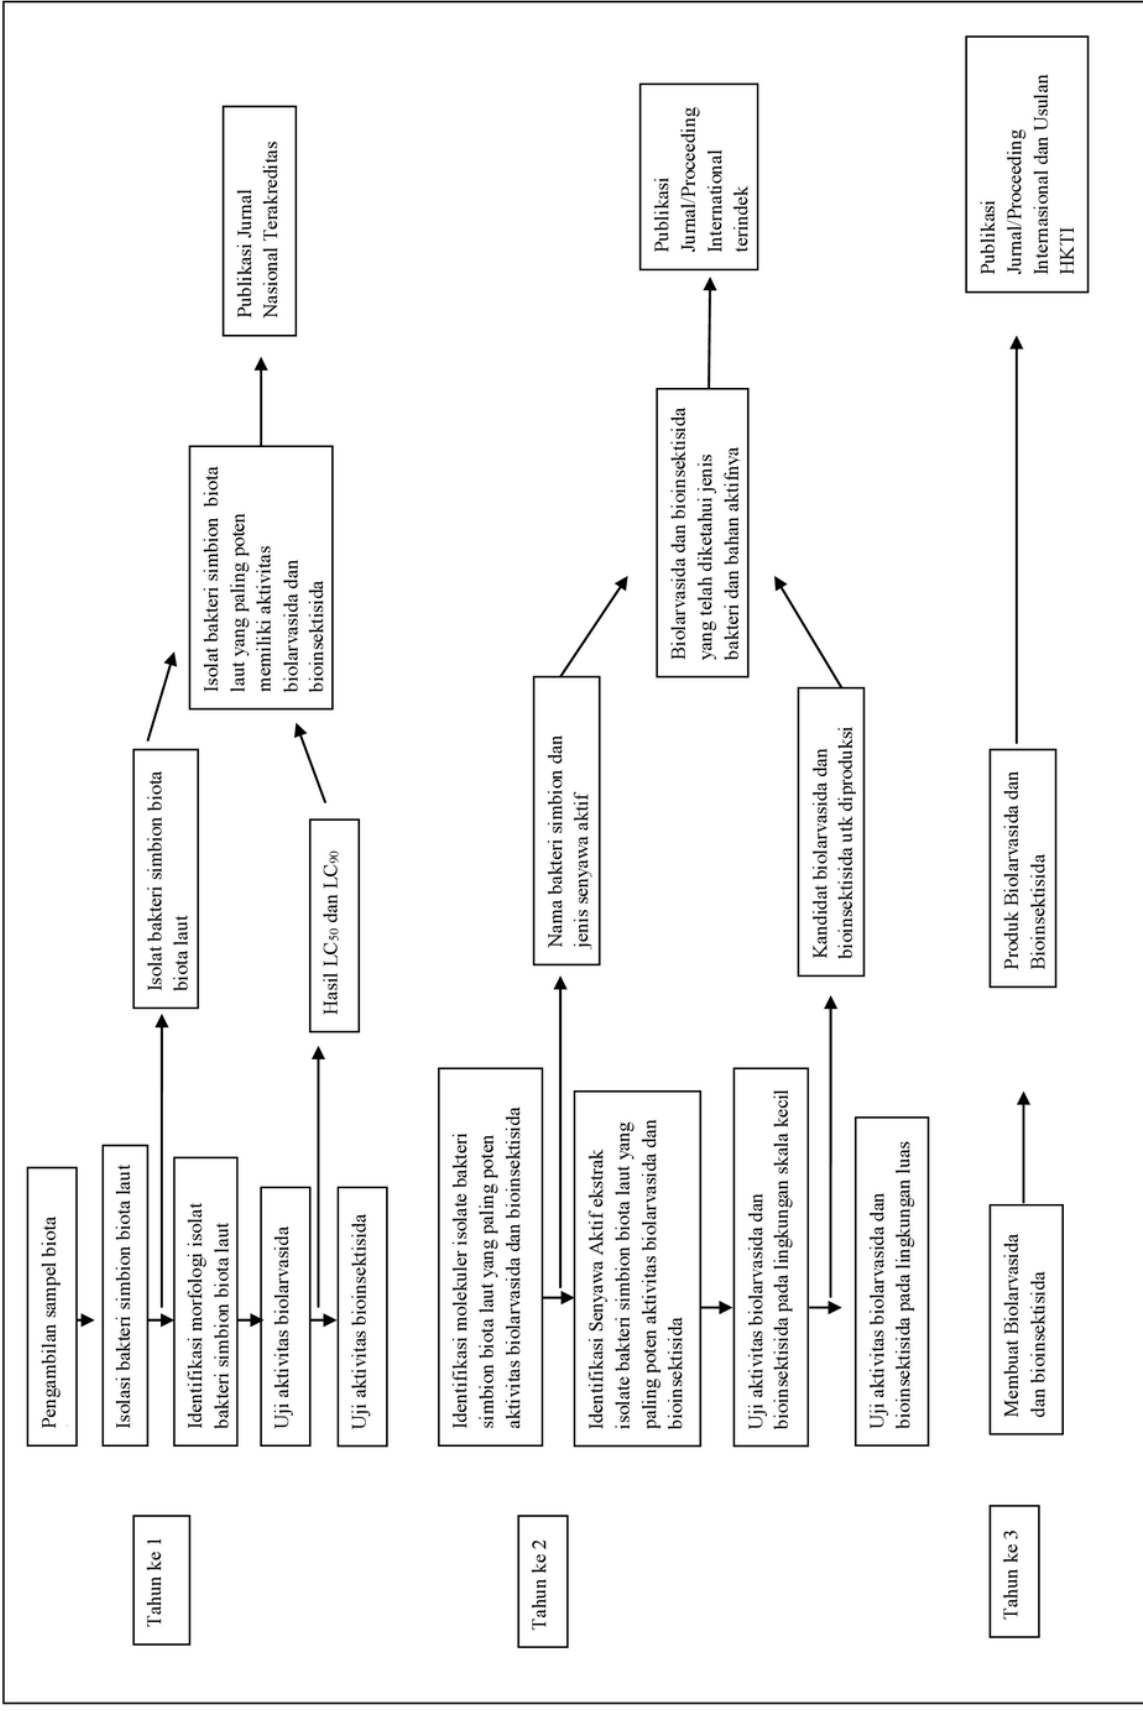 Tahun ke 1
Pengambilan sampel biota
Isolasi bakteri simbion biota laut
Identifikasi morfologi isolat
bakteri simbion biota laut
Uji aktivitas biolarvasida
Uji aktivitas bioinsektisida
Isolat bakteri simbion biota
biota laut
Hasil LC50 dan LC90
Isolat bakteri simbion biota
laut yang paling poten
memiliki aktivitas
biolarvasida dan
bioinsektisida
Publikasi Jurnal
Nasional Terakreditas
Tahun ke 2
Identifikasi molekuler isolate bakteri
simbion biota laut yang paling poten
aktivitas biolarvasida dan bioinsektisida
Identifikasi Senyawa Aktif ekstrak
isolate bakteri simbion biota laut yang
paling poten aktivitas biolarvasida dan
bioinsektisida
Uji aktivitas biolarvasida dan
bioinsektisida pada lingkungan skala kecil
Uji aktivitas biolarvasida dan
bioinsektisida pada lingkungan luas
Nama bakteri simbion dan
jenis senyawa aktif
Kandidat biolarvasida dan
bioinsektisida utk diproduksi
Biolarvasida dan bioinsektisida
yang telah diketahui jenis
bakteri dan bahan aktifnya
Publikasi
Jurnal/Proceeding
International
terindek
Tahun ke 3
Membuat Biolarvasida
dan bioinsektisida
Produk Biolarvasida dan
Bioinsektisida
Publikasi
Jurnal/Proceeding
Internasional dan Usulan
HKTI